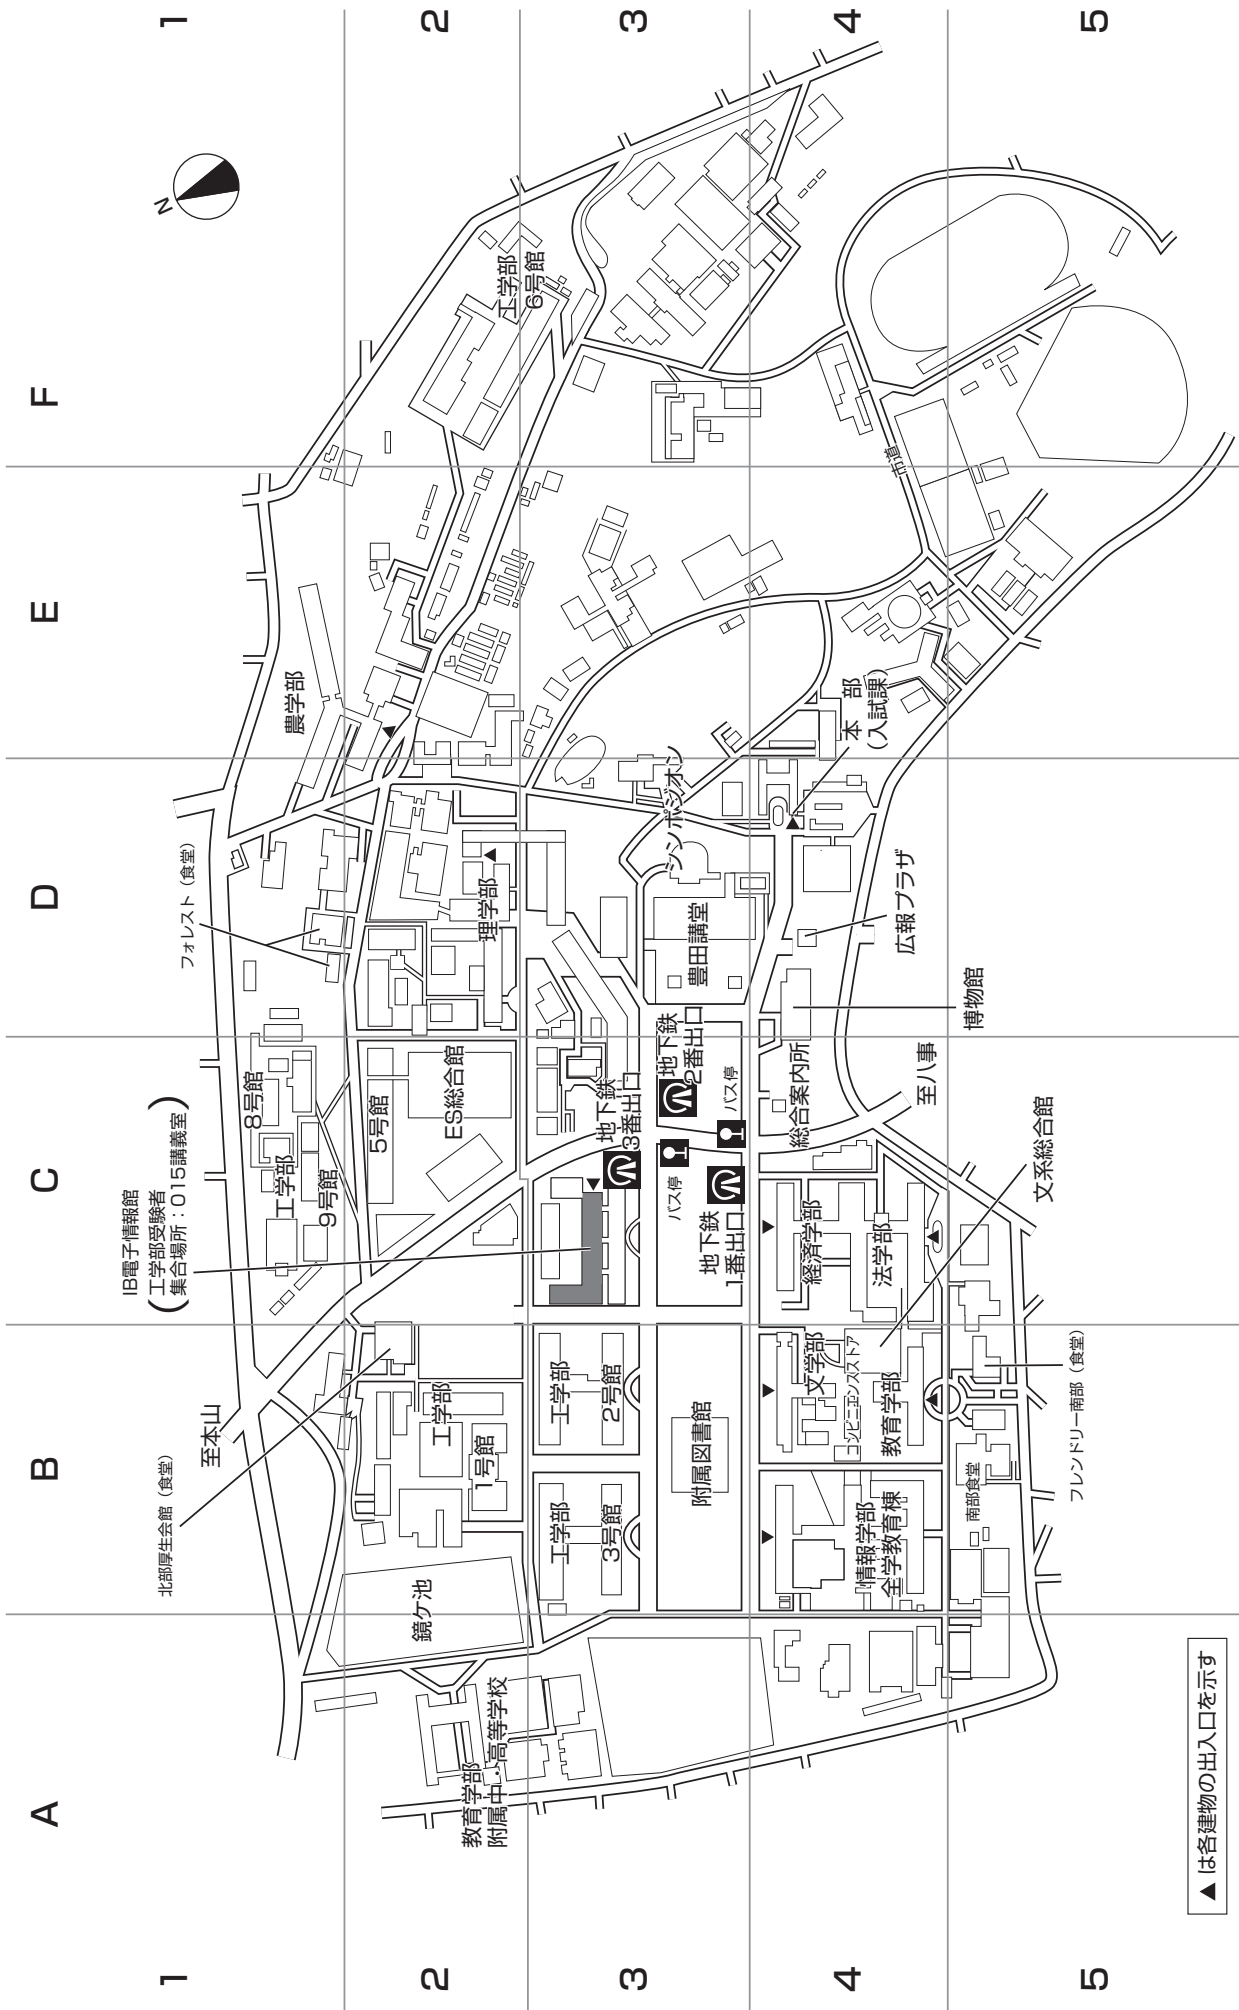 1
2
3
4
5
A
B
C
D
E
F
N
IB電子情報館
(工学部受験者
集合場所:015講義室)
フォレスト(食堂)
農学部
8号館
工学部
9号館
至本山
北部厚生会館(食堂)
工学部
6号館
理学部
ES総合館
5号館
工学部
1号館
鏡ケ池
教育学部
附属中・高等学校
工学部
2号館
工学部
3号館
地下鉄
3番出口
地下鉄
2番出口
バス停
バス停
地下鉄
1番出口
附属図書館
豊田講堂
シンポジオン
本部
(入試課)
市道
広報プラザ
博物館
総合案内所
至八事
経済学部
法学部
文系総合館
文学部
コンビニエンスストア
教育学部
情報学部
全学教育棟
南部食堂
フレンドリー南部(食堂)
▲は各建物の出入口を示す
1
2
3
4
5